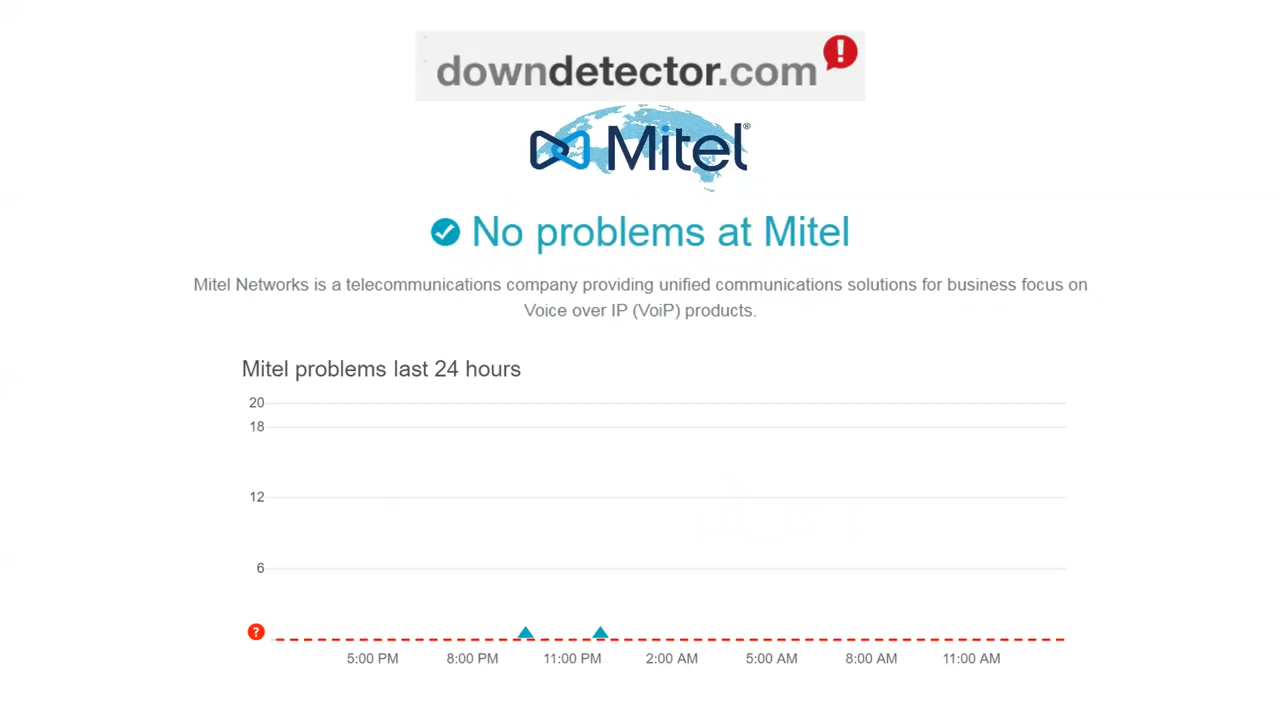 downdetector.com !
Mitel®
No problems at Mitel
Mitel Networks is a telecommunications company providing unified communications solutions for business focus on
Voice over IP (VoiP) products.
Mitel problems last 24 hours
20
18
12
6
?
5:00 PM 8:00 PM 11:00 PM 2:00 AM 5:00 AM 8:00 AM 11:00 AM